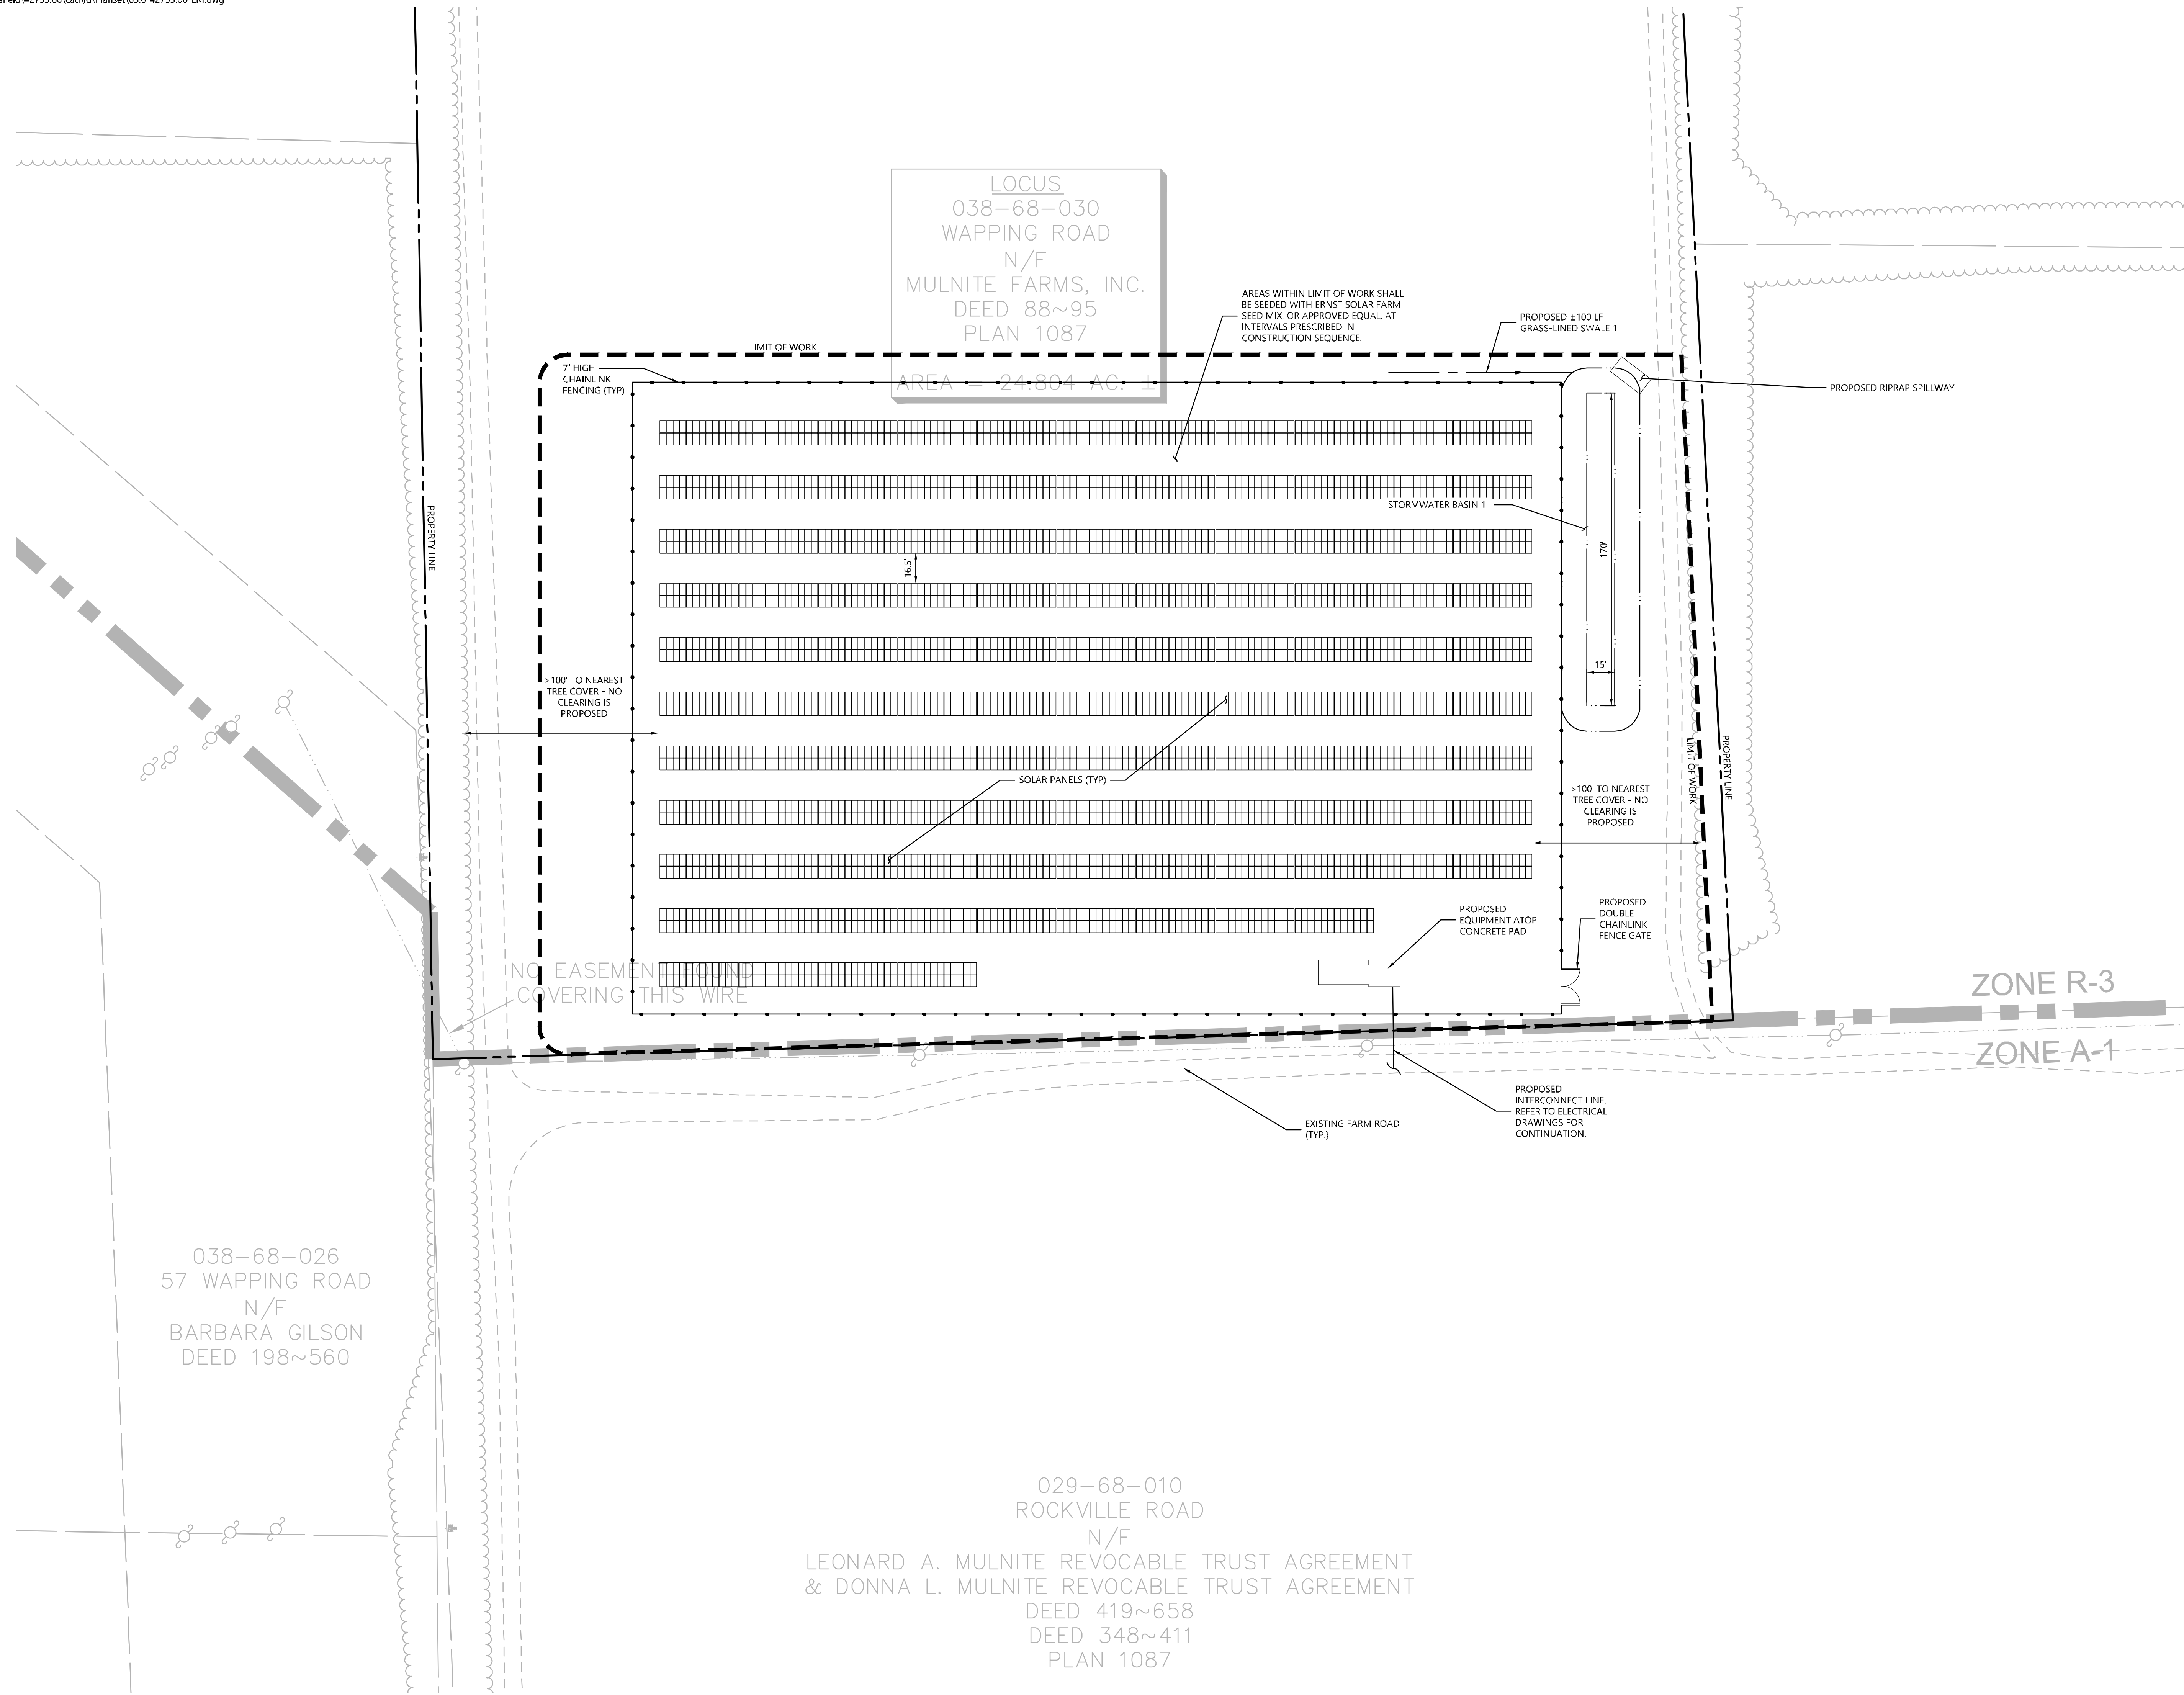 LOCUS
038-68-030
WAPPING ROAD
N/F
MULNITE FARMS, INC.
DEED 88~95
PLAN 1087
AREA = 24.804 AC. ±
AREAS WITHIN LIMIT OF WORK SHALL
BE SEEDED WITH ERNST SOLAR FARM
SEED MIX, OR APPROVED EQUAL, AT
INTERVALS PRESCRIBED IN
CONSTRUCTION SEQUENCE.
PROPOSED ±100 LF
GRASS-LINED SWALE 1
LIMIT OF WORK
7' HIGH
CHAINLINK
FENCING (TYP)
PROPOSED RIPRAP SPILLWAY
STORMWATER BASIN 1
PROPERTY LINE
16.5'
170'
15'
>100' TO NEAREST
TREE COVER - NO
CLEARING IS
PROPOSED
SOLAR PANELS (TYP)
LIMIT OF WORK
PROPERTY LINE
>100' TO NEAREST
TREE COVER - NO
CLEARING IS
PROPOSED
PROPOSED
EQUIPMENT ATOP
CONCRETE PAD
PROPOSED
DOUBLE
CHAINLINK
FENCE GATE
NO EASEMENT FOUND
COVERING THIS WIRE
ZONE R-3
ZONE A-1
PROPOSED
INTERCONNECT LINE.
REFER TO ELECTRICAL
DRAWINGS FOR
CONTINUATION.
EXISTING FARM ROAD
(TYP.)
038-68-026
57 WAPPING ROAD
N/F
BARBARA GILSON
DEED 198~560
029-68-010
ROCKVILLE ROAD
N/F
LEONARD A. MULNITE REVOCABLE TRUST AGREEMENT
& DONNA L. MULNITE REVOCABLE TRUST AGREEMENT
DEED 419~658
DEED 348~411
PLAN 1087